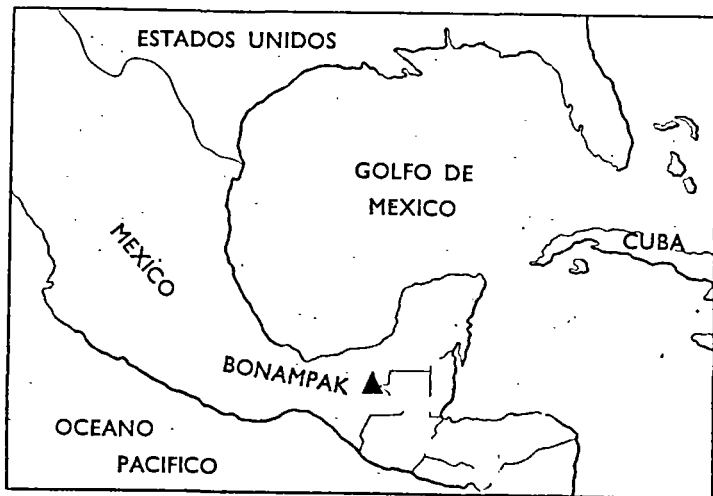 ESTADOS UNIDOS
GOLFO DE
MEXICO
CUBA
MEXICO
BONAMPAK
OCEANO
PACIFICO